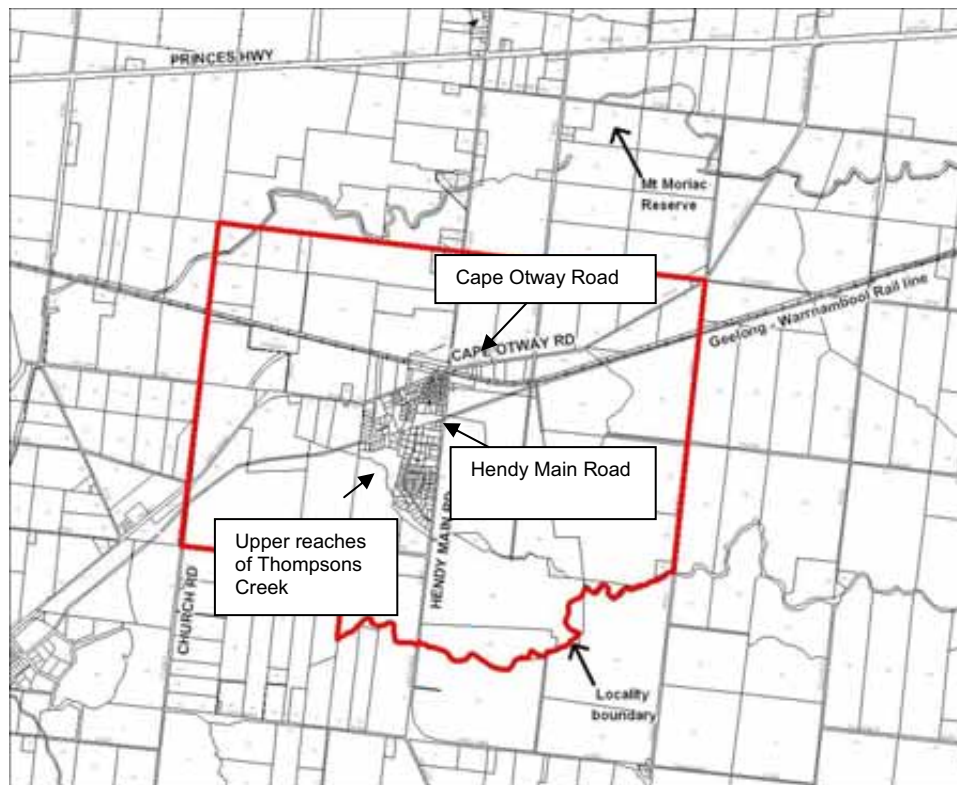 PRINCES HWY
Mt Moriac
Reserve
Cape Otway Road
Geelong - Warrnambool Rail line
CAPE OTWAY RD
Hendy Main Road
Upper reaches
of Thompsons
Creek
HENDY MAIN RD
CHURCH RD
Locality
boundary